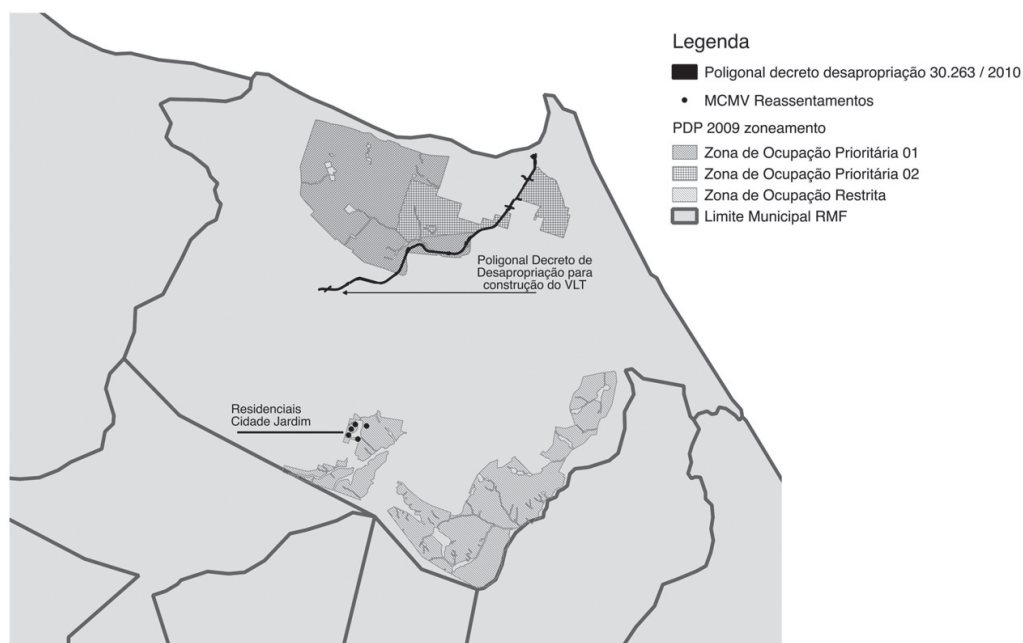 Legenda
Poligonal decreto desapropriação 30.263 / 2010
MCMV Reassentamentos
PDP 2009 zoneamento
Zona de Ocupação Prioritária 01
Zona de Ocupação Prioritária 02
Zona de Ocupação Restrita
Limite Municipal RMF
Poligonal Decreto de
Desapropriação para
construção do VLT
Residenciais
Cidade Jardim